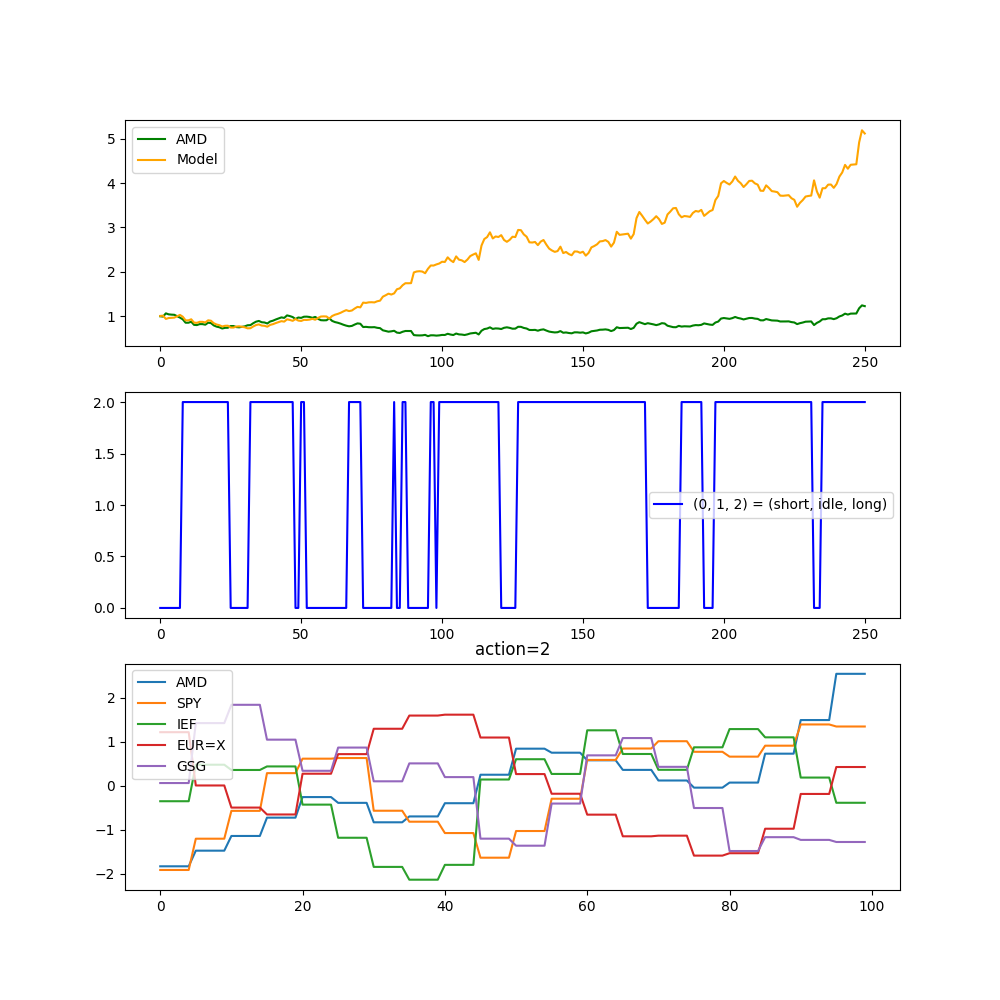 AMD
Model
5
4
3
2
1
0 50 100 150 200 250
2.0
1.5
1.0
0.5
0.0
(0, 1, 2) = (short, idle, long)
0 50 100 150 200 250
action=2
AMD
SPY
IEF
EUR=X
GSG
2
1
0
−1
−2
0 20 40 60 80 100